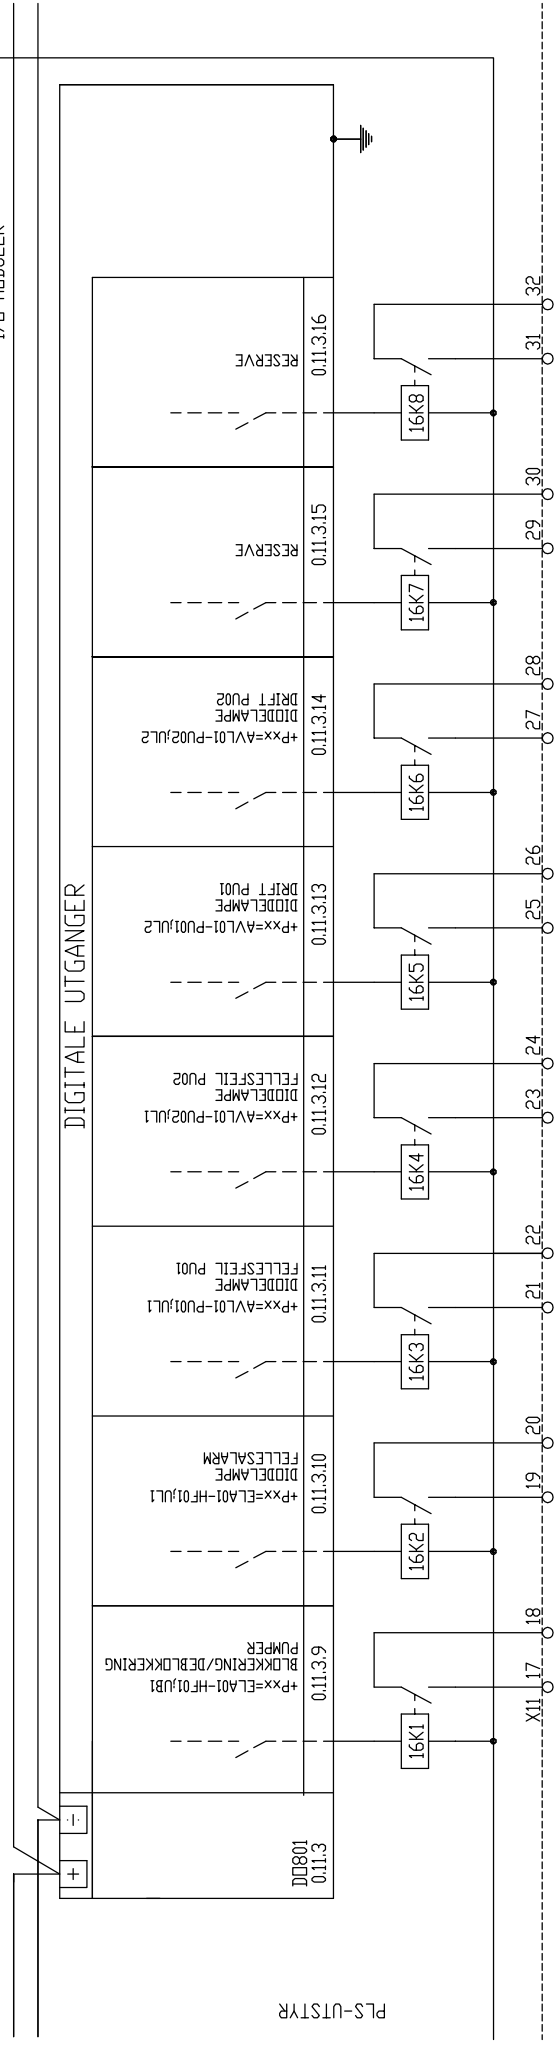 DIGITALE UTGANGER
DO801
0.11.3
+Pxx=ELA01-HF01;UB1
BLOKKERING/DEBLOKKERING
PUMPER
0.11.3.9
+Pxx=ELA01-HF01;UL1
DIODELAMPE
FELLESALARM
0.11.3.10
+Pxx=AVL01-PU01;UL1
DIODELAMPE
FELLESFEIL PU01
0.11.3.11
+Pxx=AVL01-PU02;UL1
DIODELAMPE
FELLESFEIL PU02
0.11.3.12
+Pxx=AVL01-PU01;UL2
DIODELAMPE
DRIFT PU01
0.11.3.13
+Pxx=AVL01-PU02;UL2
DIODELAMPE
DRIFT PU02
0.11.3.14
RESERVE
0.11.3.15
RESERVE
0.11.3.16
16K1
16K2
16K3
16K4
16K5
16K6
16K7
16K8
X11 17 18 19 20 21 22 23 24 25 26 27 28 29 30 31 32
PLS-UTSTYR